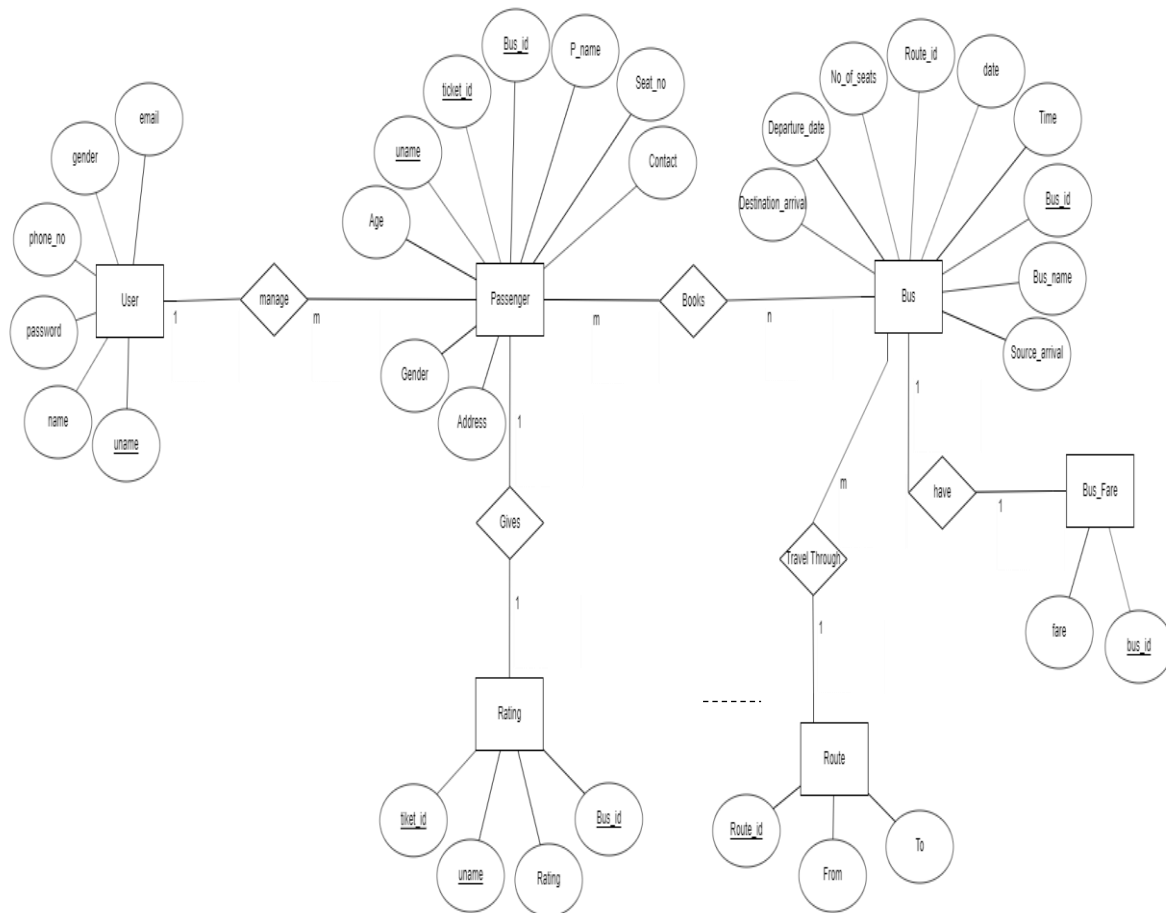 Bus_id
P_name
Route_id
No_of_seats
date
Seat_no
ticket_id
email
Time
Departure_date
uname
gender
Contact
Destination_arrival
Bus_id
Age
phone_no
Bus_name
User
manage
Passenger
Books
Bus
1
m
m
n
password
Source_arrival
Gender
name
uname
Address
1
1
m
have
Bus_Fare
1
Gives
Travel Through
1
1
fare
bus_id
Rating
Route
tiket_id
Bus_id
Route_id
To
uname
Rating
From